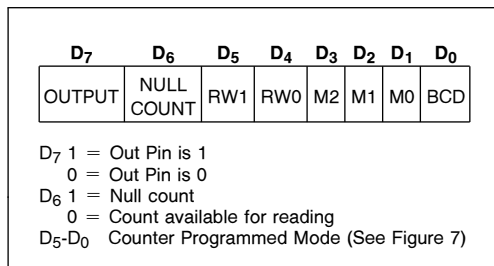 D7 D6 D5 D4 D3 D2 D1 D0
OUTPUT NULL COUNT RW1 RW0 M2 M1 M0 BCD
D7 1 = Out Pin is 1
0 = Out Pin is 0
D6 1 = Null count
0 = Count available for reading
D5-D0 Counter Programmed Mode (See Figure 7)